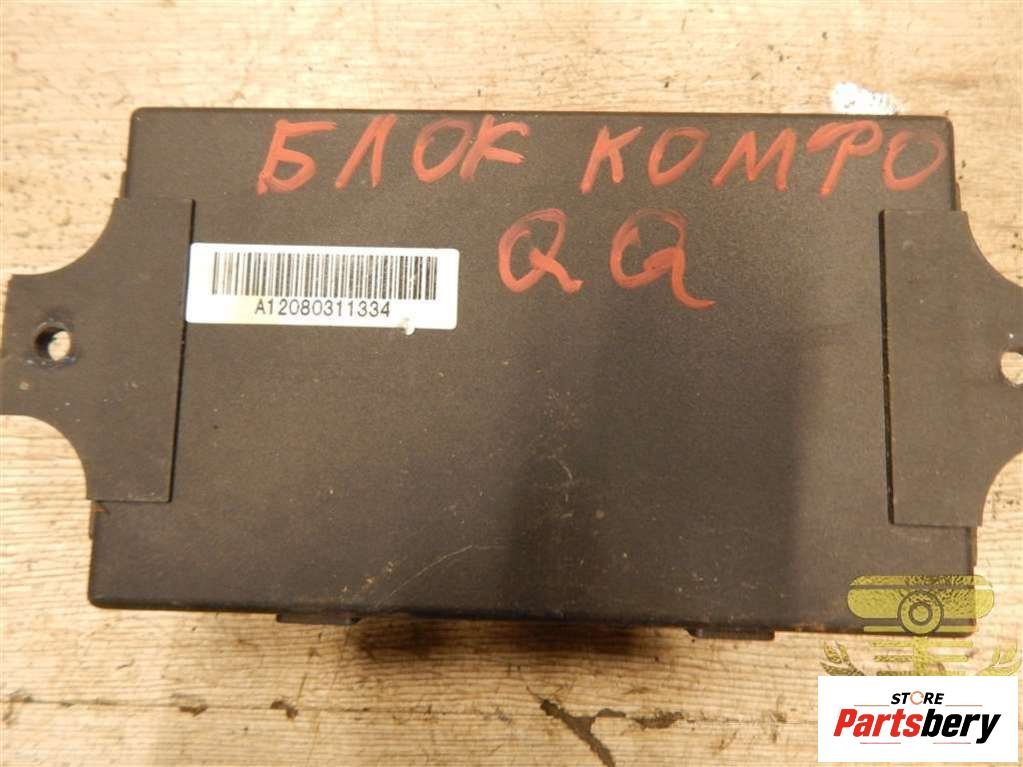 БЛОК КОМФО
QQ
A12080311334
STORE
Partsbery